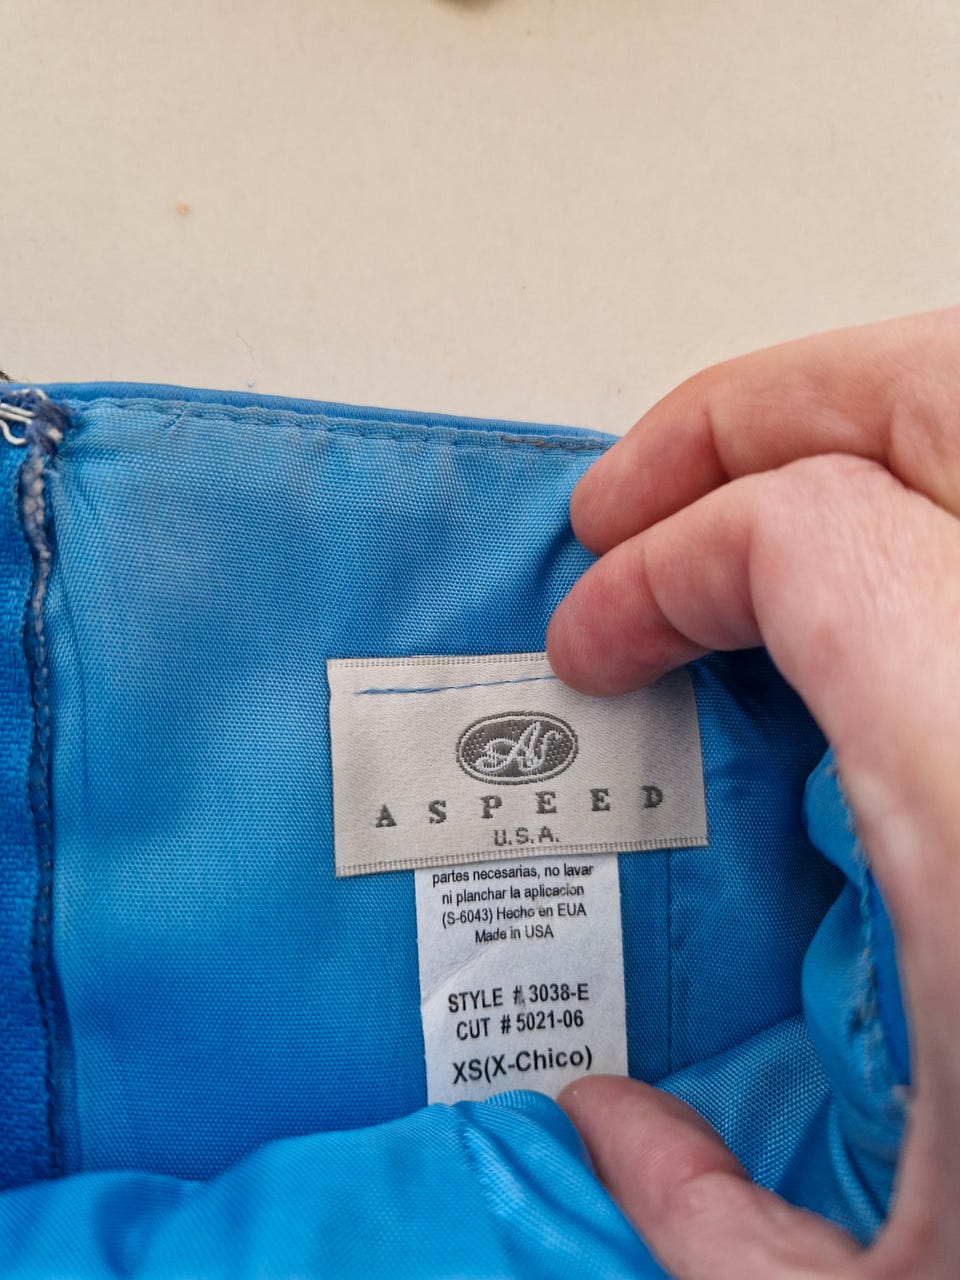 AS
ASPEED
U.S.A.
partes necesarias, no lavar
ni planchar la aplicacion
(S-6043) Hecho en EUA
Made in USA
STYLE # 3038-E
CUT # 5021-06
XS(X-Chico)